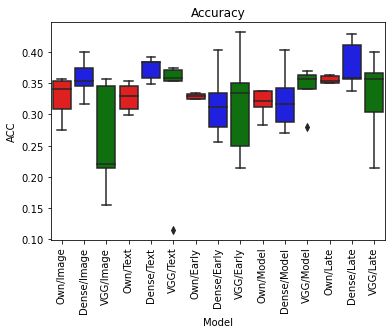 Accuracy
ACC
0.40
0.35
0.30
0.25
0.20
0.15
0.10
Own/Image
Dense/Image
VGG/Image
Own/Text
Dense/Text
VGG/Text
Own/Early
Dense/Early
VGG/Early
Own/Model
Dense/Model
VGG/Model
Own/Late
Dense/Late
VGG/Late
Model